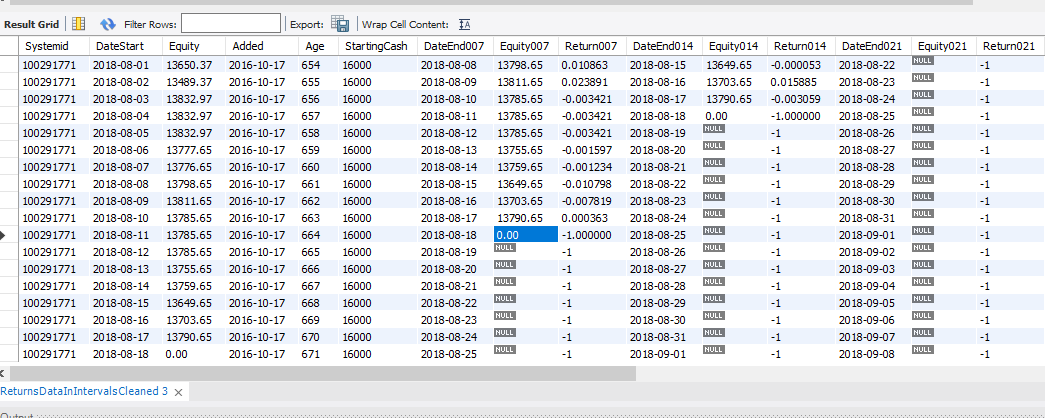 Result Grid Filter Rows: Export: Wrap Cell Content:
Systemid DateStart Equity Added Age StartingCash DateEnd007 Equity007 Return007 DateEnd014 Equity014 Return014 DateEnd021 Equity021 Return021
100291771 2018-08-01 13650.37 2016-10-17 654 16000 2018-08-08 13798.65 0.010863 2018-08-15 13649.65 -0.000053 2018-08-22 NULL -1
100291771 2018-08-02 13489.37 2016-10-17 655 16000 2018-08-09 13811.65 0.023891 2018-08-16 13703.65 0.015885 2018-08-23 NULL -1
100291771 2018-08-03 13832.97 2016-10-17 656 16000 2018-08-10 13785.65 -0.003421 2018-08-17 13790.65 -0.003059 2018-08-24 NULL -1
100291771 2018-08-04 13832.97 2016-10-17 657 16000 2018-08-11 13785.65 -0.003421 2018-08-18 0.00 -1.000000 2018-08-25 NULL -1
100291771 2018-08-05 13832.97 2016-10-17 658 16000 2018-08-12 13785.65 -0.003421 2018-08-19 NULL -1 2018-08-26 NULL -1
100291771 2018-08-06 13777.65 2016-10-17 659 16000 2018-08-13 13755.65 -0.001597 2018-08-20 NULL -1 2018-08-27 NULL -1
100291771 2018-08-07 13776.65 2016-10-17 660 16000 2018-08-14 13759.65 -0.001234 2018-08-21 NULL -1 2018-08-28 NULL -1
100291771 2018-08-08 13798.65 2016-10-17 661 16000 2018-08-15 13649.65 -0.010798 2018-08-22 NULL -1 2018-08-29 NULL -1
100291771 2018-08-09 13811.65 2016-10-17 662 16000 2018-08-16 13703.65 -0.007819 2018-08-23 NULL -1 2018-08-30 NULL -1
100291771 2018-08-10 13785.65 2016-10-17 663 16000 2018-08-17 13790.65 0.000363 2018-08-24 NULL -1 2018-08-31 NULL -1
100291771 2018-08-11 13785.65 2016-10-17 664 16000 2018-08-18 0.00 -1.000000 2018-08-25 NULL -1 2018-09-01 NULL -1
100291771 2018-08-12 13785.65 2016-10-17 665 16000 2018-08-19 NULL -1 2018-08-26 NULL -1 2018-09-02 NULL -1
100291771 2018-08-13 13755.65 2016-10-17 666 16000 2018-08-20 NULL -1 2018-08-27 NULL -1 2018-09-03 NULL -1
100291771 2018-08-14 13759.65 2016-10-17 667 16000 2018-08-21 NULL -1 2018-08-28 NULL -1 2018-09-04 NULL -1
100291771 2018-08-15 13649.65 2016-10-17 668 16000 2018-08-22 NULL -1 2018-08-29 NULL -1 2018-09-05 NULL -1
100291771 2018-08-16 13703.65 2016-10-17 669 16000 2018-08-23 NULL -1 2018-08-30 NULL -1 2018-09-06 NULL -1
100291771 2018-08-17 13790.65 2016-10-17 670 16000 2018-08-24 NULL -1 2018-08-31 NULL -1 2018-09-07 NULL -1
100291771 2018-08-18 0.00 2016-10-17 671 16000 2018-08-25 NULL -1 2018-09-01 NULL -1 2018-09-08 NULL -1
ReturnsDataInIntervalsCleaned 3
Output